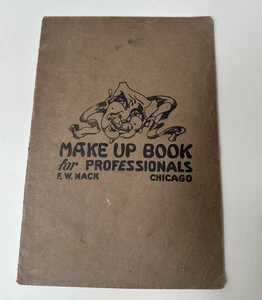 MAKE UP BOOK
for PROFESSIONALS
F. W. NACK CHICAGO